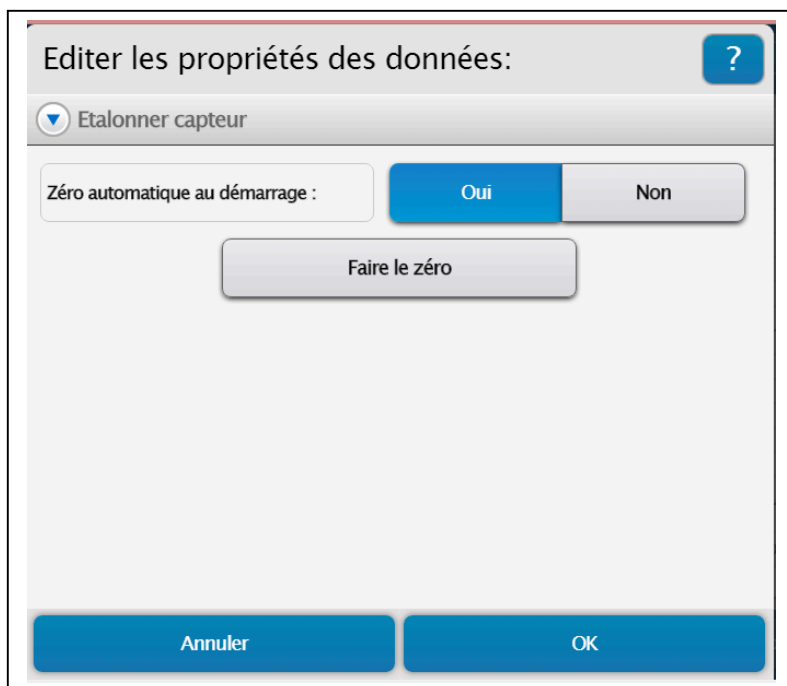 Editer les propriétés des données:
?
Etalonner capteur
Zéro automatique au démarrage :
Oui
Non
Faire le zéro
Annuler
OK